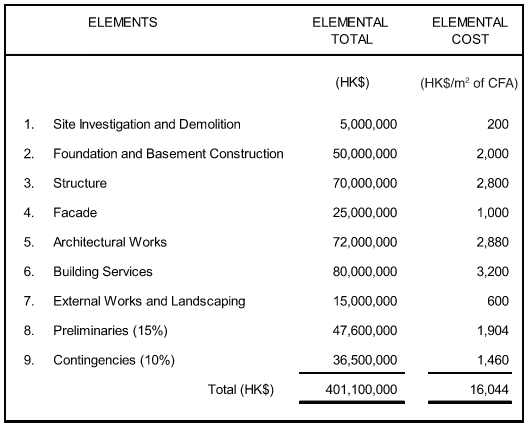 ELEMENTS ELEMENTAL TOTAL ELEMENTAL COST
(HK$) (HK$/m² of CFA)
1. Site Investigation and Demolition 5,000,000 200
2. Foundation and Basement Construction 50,000,000 2,000
3. Structure 70,000,000 2,800
4. Facade 25,000,000 1,000
5. Architectural Works 72,000,000 2,880
6. Building Services 80,000,000 3,200
7. External Works and Landscaping 15,000,000 600
8. Preliminaries (15%) 47,600,000 1,904
9. Contingencies (10%) 36,500,000 1,460
Total (HK$) 401,100,000 16,044